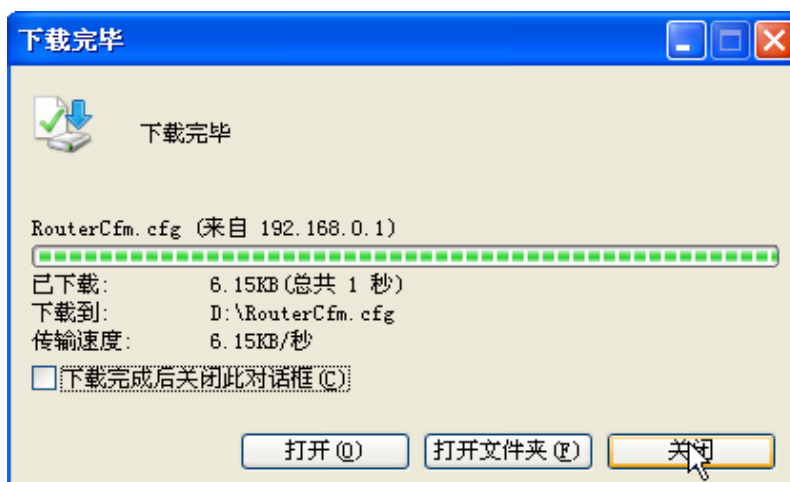 下载完毕
下载完毕
RouterCfm.cfg (来自 192.168.0.1)
已下载: 6.15KB(总共 1 秒)
下载到: D:\RouterCfm.cfg
传输速度: 6.15KB/秒
下载完成后关闭此对话框(C)
打开(O) 打开文件夹(F) 关闭